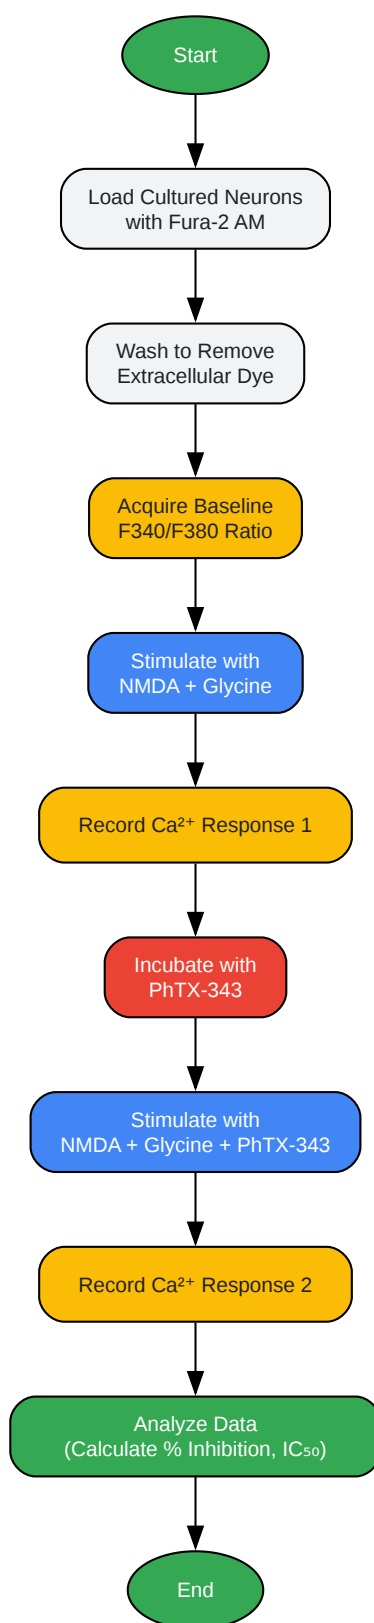 Start
Load Cultured Neurons
with Fura-2 AM
Wash to Remove
Extracellular Dye
Acquire Baseline
F340/F380 Ratio
Stimulate with
NMDA + Glycine
Record Ca²⁺ Response 1
Incubate with
PhTX-343
Stimulate with
NMDA + Glycine + PhTX-343
Record Ca²⁺ Response 2
Analyze Data
(Calculate % Inhibition, IC₅₀)
End